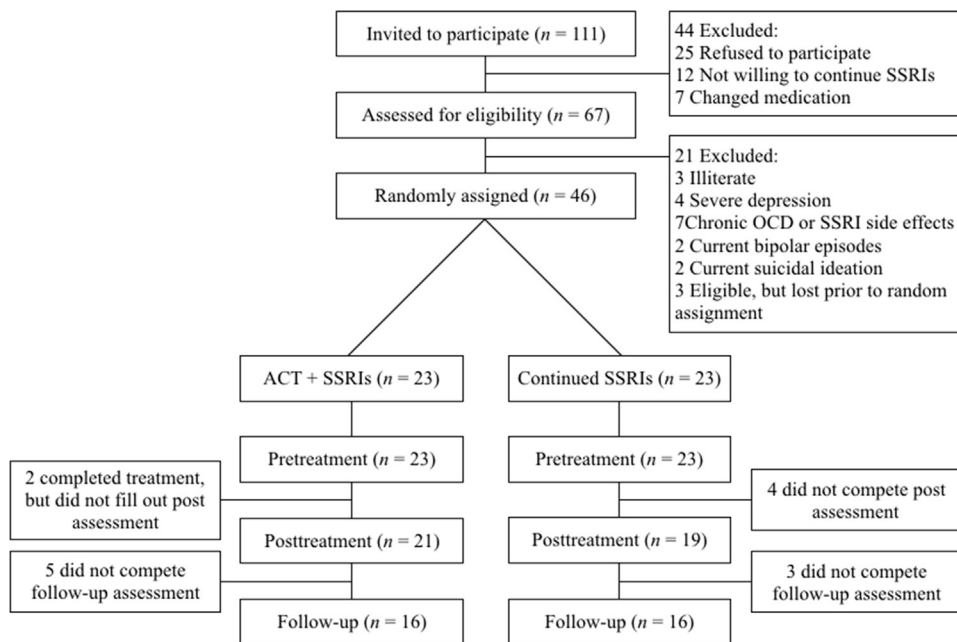 Invited to participate (n = 111)
44 Excluded:
25 Refused to participate
12 Not willing to continue SSRIs
7 Changed medication
Assessed for eligibility (n = 67)
21 Excluded:
3 Illiterate
4 Severe depression
7Chronic OCD or SSRI side effects
2 Current bipolar episodes
2 Current suicidal ideation
3 Eligible, but lost prior to random
assignment
Randomly assigned (n = 46)
ACT + SSRIs (n = 23)
Continued SSRIs (n = 23)
Pretreatment (n = 23)
Pretreatment (n = 23)
2 completed treatment,
but did not fill out post
assessment
4 did not compete post
assessment
Posttreatment (n = 21)
Posttreatment (n = 19)
5 did not compete
follow-up assessment
3 did not compete
follow-up assessment
Follow-up (n = 16)
Follow-up (n = 16)